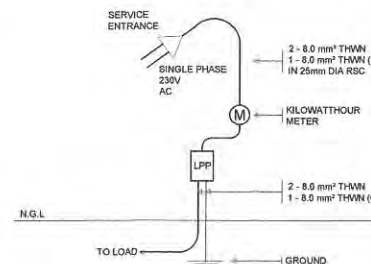 SERVICE
ENTRANCE
SINGLE PHASE
230V
AC
2 - 8.0 mm² THWN
1 - 8.0 mm² THWN (
IN 25mm DIA RSC
M
KILOWATTHOUR
METER
LPP
2 - 8.0 mm² THWN
1 - 8.0 mm² THWN (
N.G.L
TO LOAD
GROUND